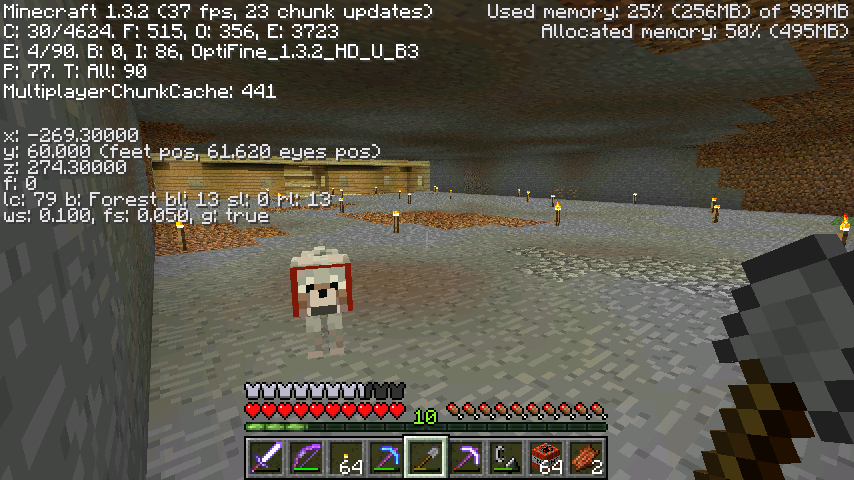 Minecraft 1.3.2 (37 fps, 23 chunk updates)
C: 30/4624. F: 515, O: 356, E: 3723
E: 4/90. B: 0, I: 86, OptiFine_1.3.2_HD_U_B3
P: 77. T: All: 90
MultiplayerChunkCache: 441
Used memory: 25% (256MB) of 989MB
Allocated memory: 50% (495MB)
x: -269.30000
y: 60.000 (feet pos, 61.620 eyes pos)
z: 274.30000
f: 0
lc: 79 b: Forest bl: 13 sl: 0 rl: 13
ws: 0.100, fs: 0.050, g: true
10
64
64
2